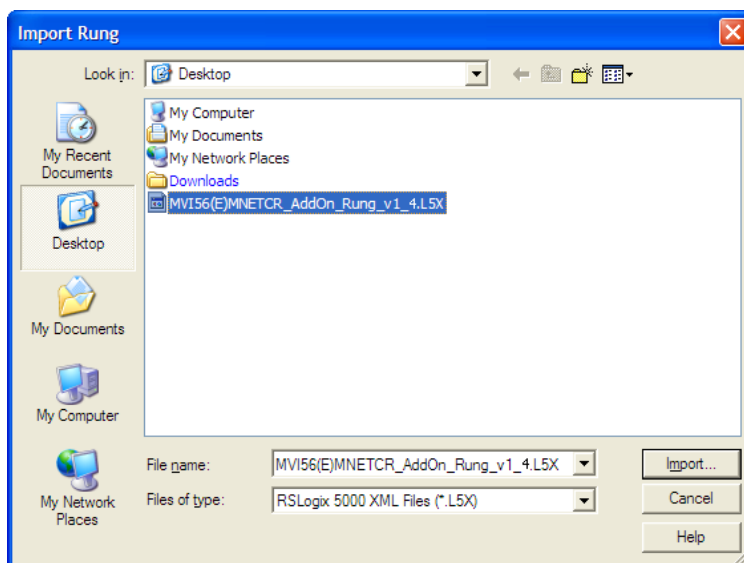 Import Rung
Look in:
Desktop
My Recent
Documents
Desktop
My Documents
My Computer
My Network
Places
My Computer
My Documents
My Network Places
Downloads
MVI56(E)MNETCR_AddOn_Rung_v1_4.L5X
File name:
MVI56(E)MNETCR_AddOn_Rung_v1_4.L5X
Import...
Files of type:
RSLogix 5000 XML Files (*.L5X)
Cancel
Help